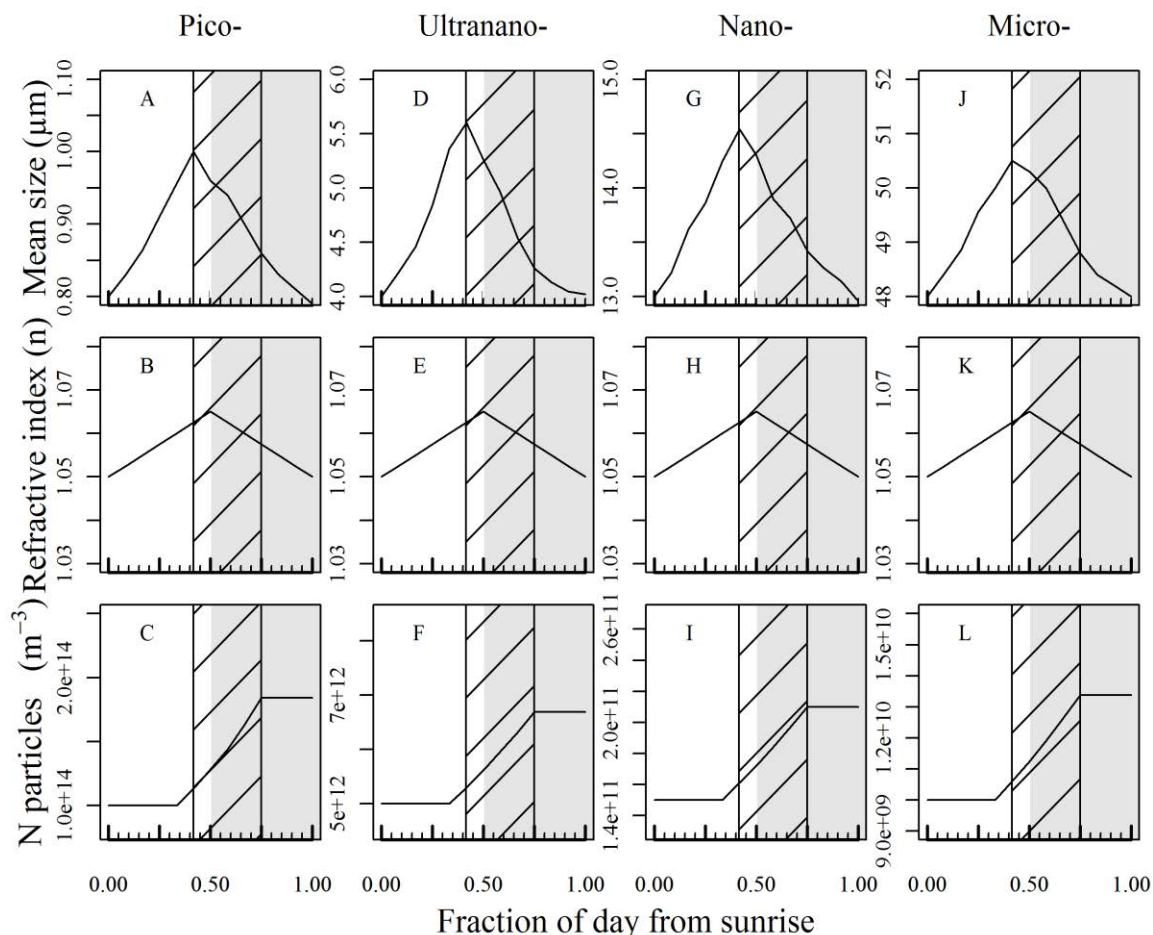 Pico- Ultranano- Nano- Micro-
Mean size (μm)
A D G J
0.80 0.90 1.00 1.10
4.0 4.5 5.0 5.5 6.0
13.0 14.0 15.0
48 49 50 51 52
Refractive index (n)
B E H K
1.03 1.05 1.07
1.03 1.05 1.07
1.03 1.05 1.07
1.03 1.05 1.07
N particles (m⁻³)
C F I L
1.0e+14 2.0e+14
5e+12 7e+12
1.4e+11 2.0e+11 2.6e+11
9.0e+09 1.2e+10 1.5e+10
0.00 0.50 1.00 0.00 0.50 1.00 0.00 0.50 1.00 0.00 0.50 1.00
Fraction of day from sunrise